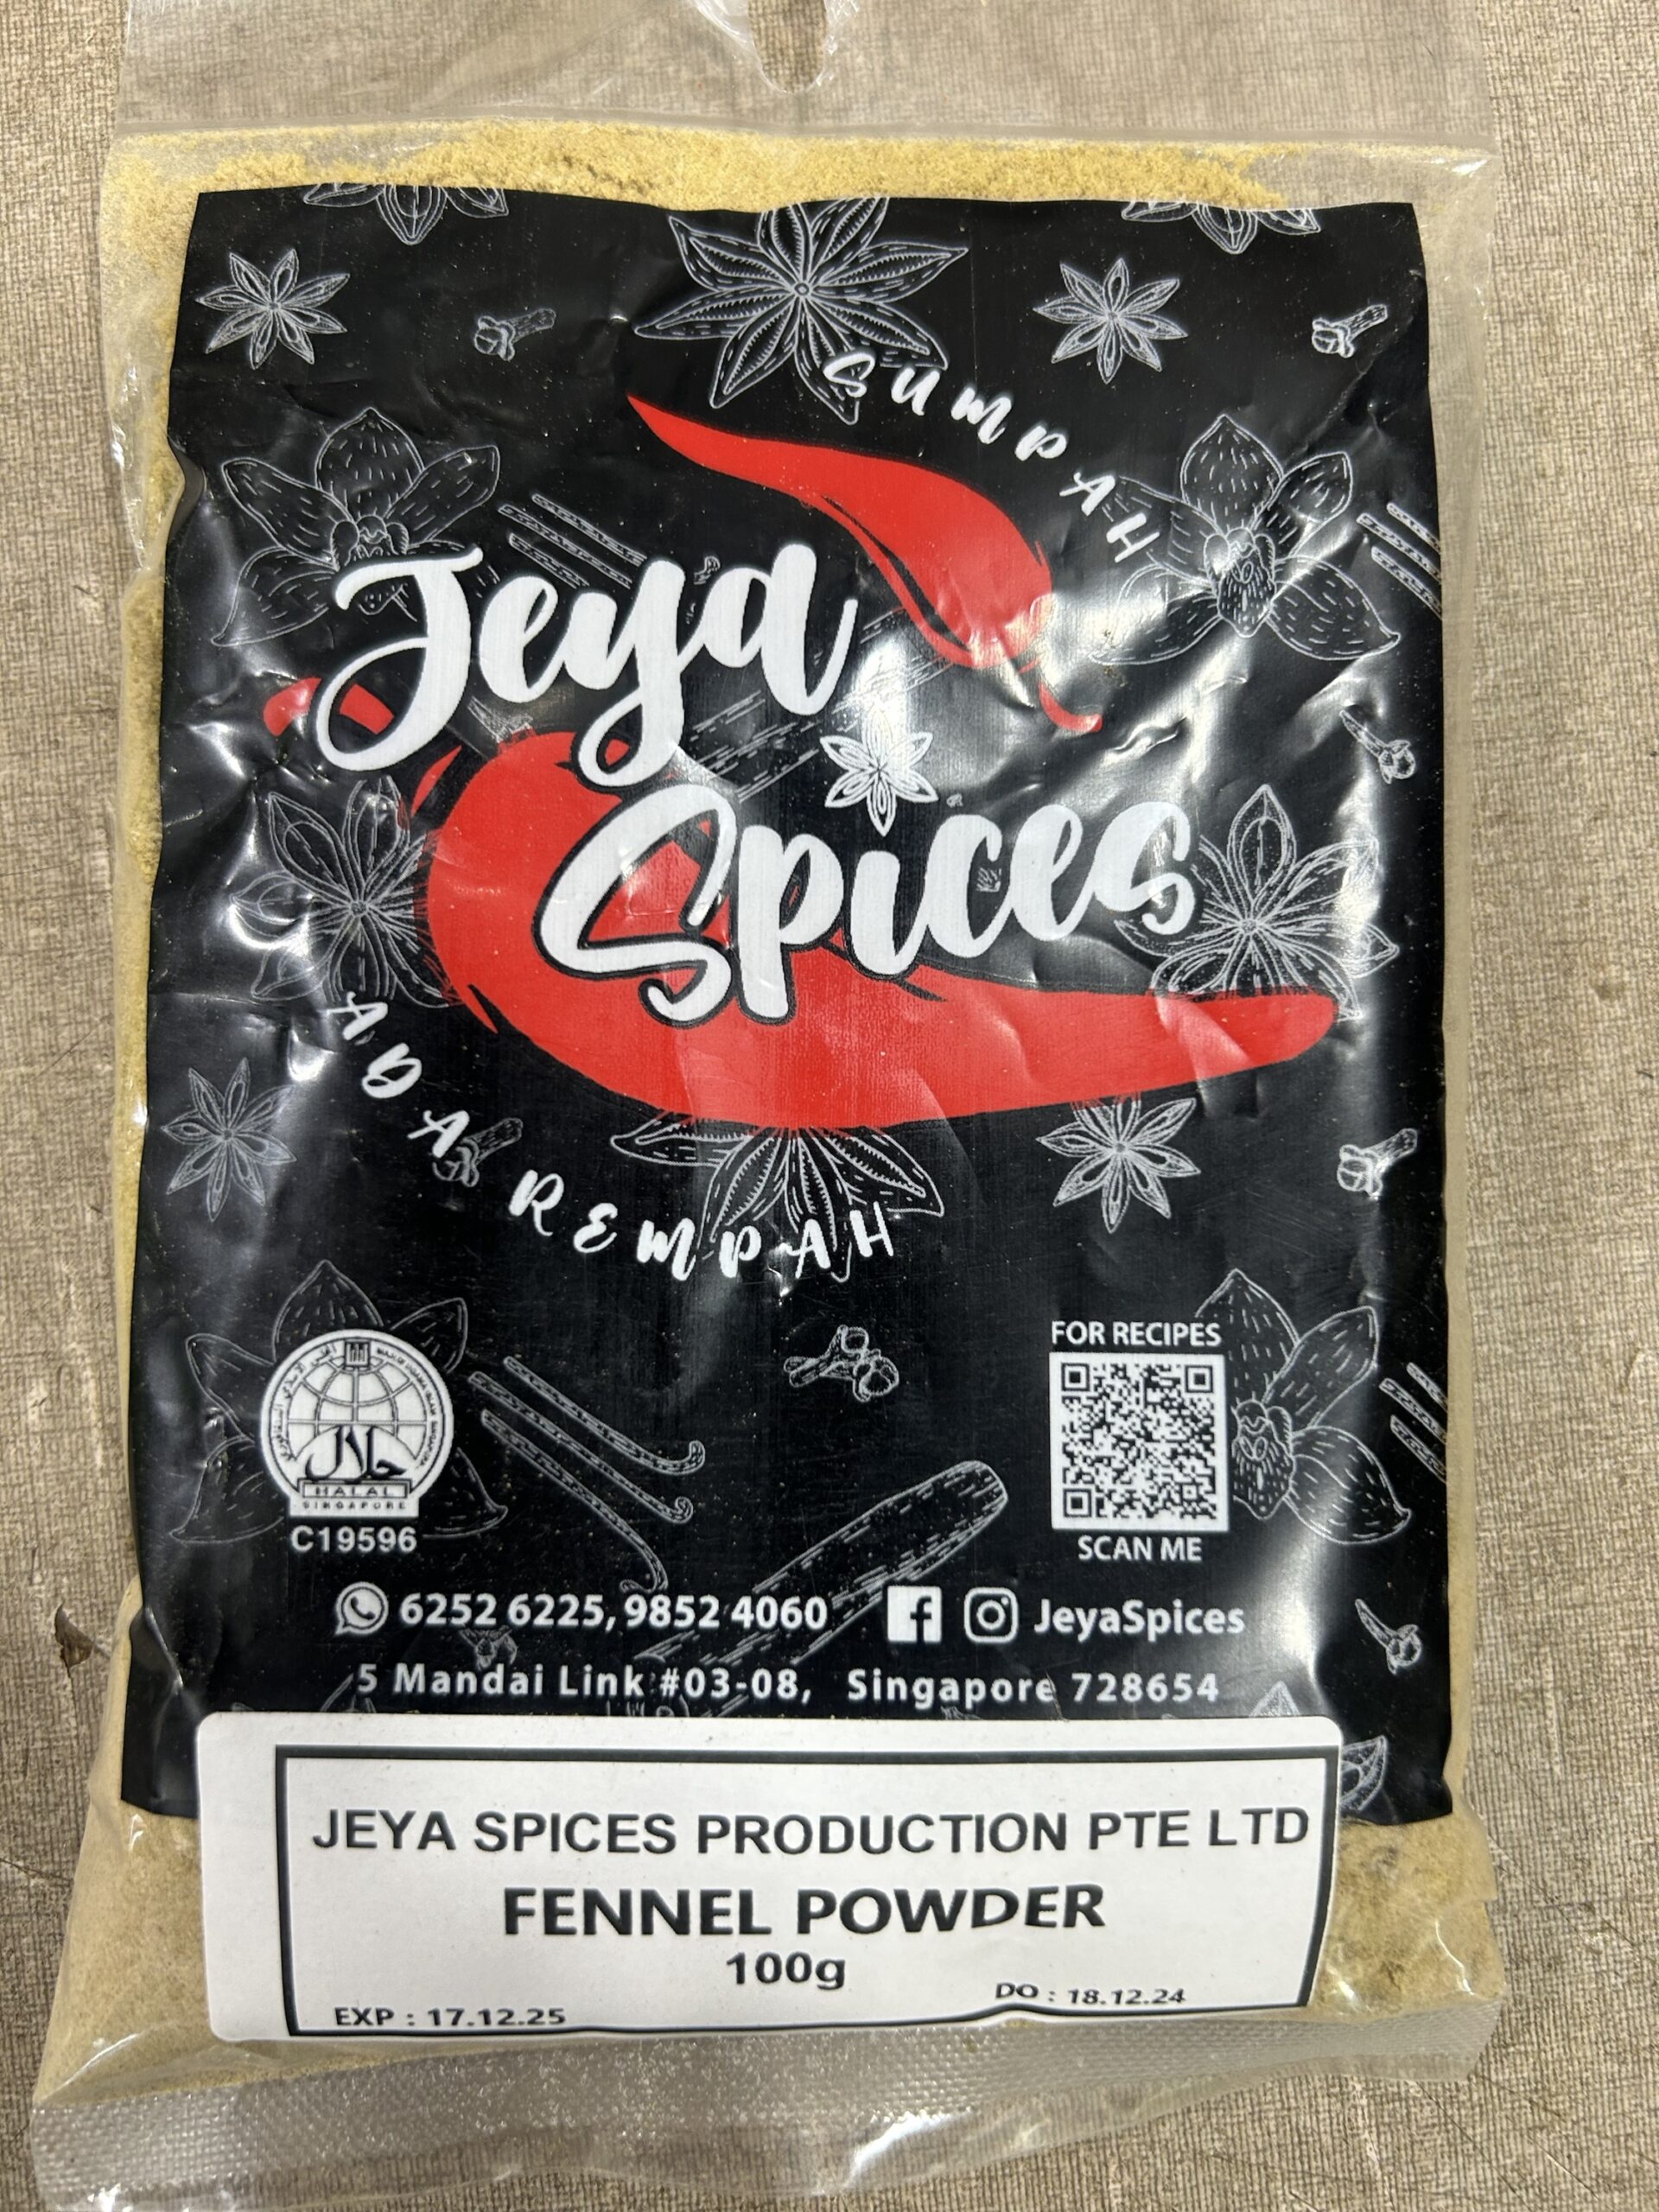 SUMPAH
Jeya
Spices
ADA REMPAH
FOR RECIPES
حلال
HALAL
SINGAPORE
C19596
SCAN ME
6252 6225, 9852 4060 JeyaSpices
5 Mandai Link #03-08, Singapore 728654
JEYA SPICES PRODUCTION PTE LTD
FENNEL POWDER
100g
DO : 18.12.24
EXP : 17.12.25